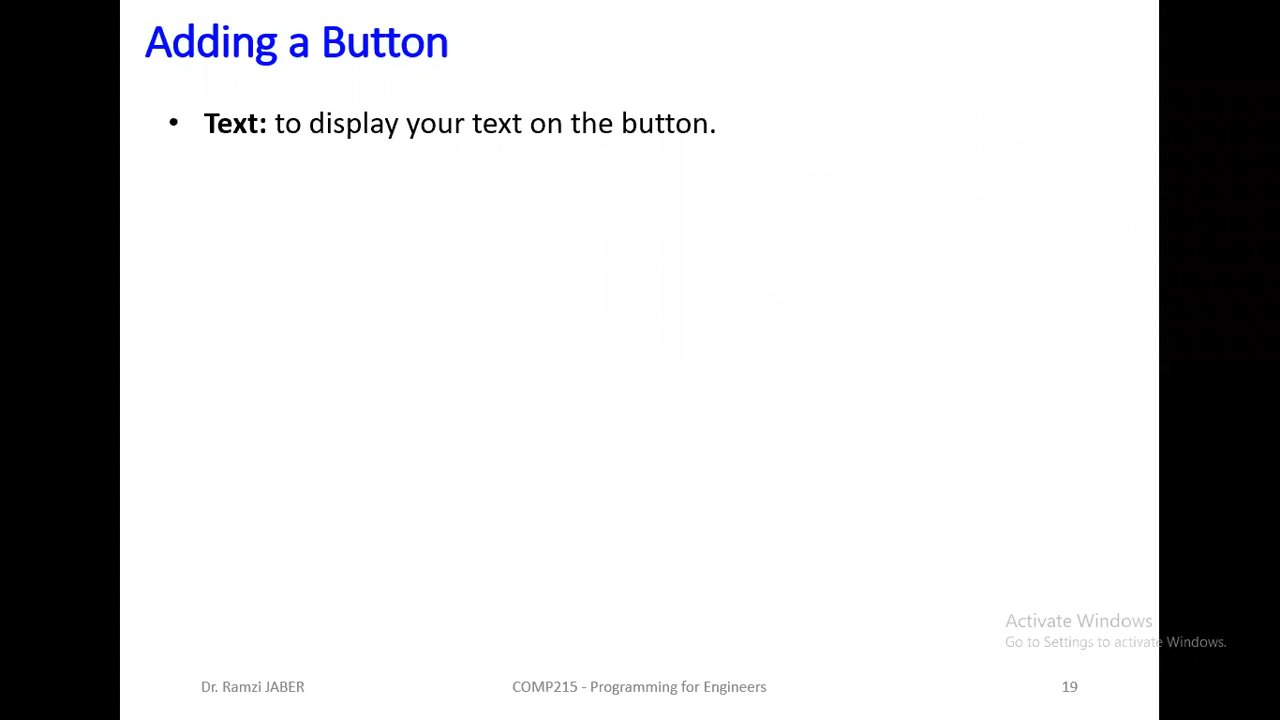 Adding a Button
• Text: to display your text on the button.
Activate Windows
Go to Settings to activate Windows.
Dr. Ramzi JABER
COMP215 - Programming for Engineers
19